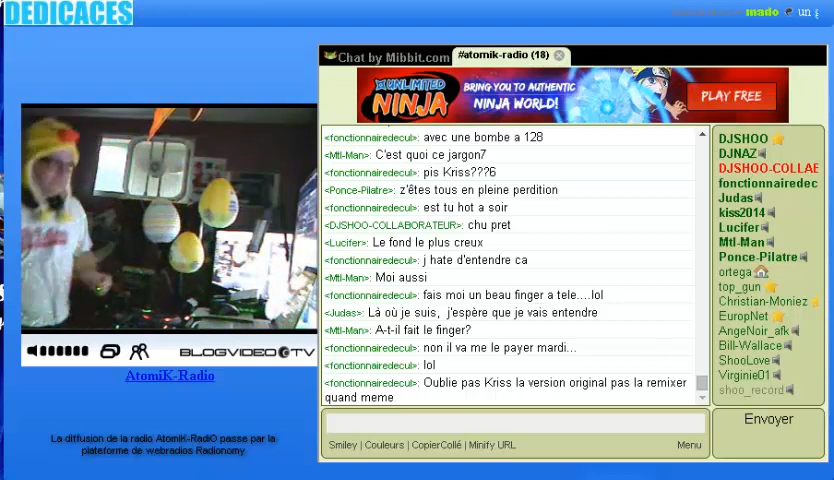 DEDICACES
mado
un
Chat by Mibbit.com
#atomik-radio (18)
UNLIMITED NINJA
BRING YOU TO AUTHENTIC
NINJA WORLD!
PLAY FREE
<fonctionnairedecul>: avec une bombe a 128
<Mtl-Man>: C'est quoi ce jargon7
<fonctionnairedecul>: pis Kriss???6
<Ponce-Pilatre>: z'êtes tous en pleine perdition
<fonctionnairedecul>: est tu hot a soir
<DJSHOO-COLLABORATEUR>: chu pret
<Lucifer>: Le fond le plus creux
<fonctionnairedecul>: j hate d'entendre ca
<Mtl-Man>: Moi aussi
<fonctionnairedecul>: fais moi un beau finger a tele....lol
<Judas>: Là où je suis, j'espère que je vais entendre
<Mtl-Man>: A-t-il fait le finger?
<fonctionnairedecul>: non il va me le payer mardi...
<fonctionnairedecul>: lol
<fonctionnairedecul>: Oublie pas Kriss la version original pas la remixer
quand meme
DJSHOO
DJNAZ
DJSHOO-COLLAE
fonctionnairedec
Judas
kiss2014
Lucifer
Mtl-Man
Ponce-Pilatre
ortega
top_gun
Christian-Moniez
EuropNet
AngeNoir_afk
Bill-Wallace
ShooLove
Virginie01
shoo_record
Smiley | Couleurs | CopierCollé | Minify URL
Menu
Envoyer
BLOGVIDEO TV
AtomiK-Radio
La diffusion de la radio AtomiK-RadiO passe par la
plateforme de webradios Radionomy